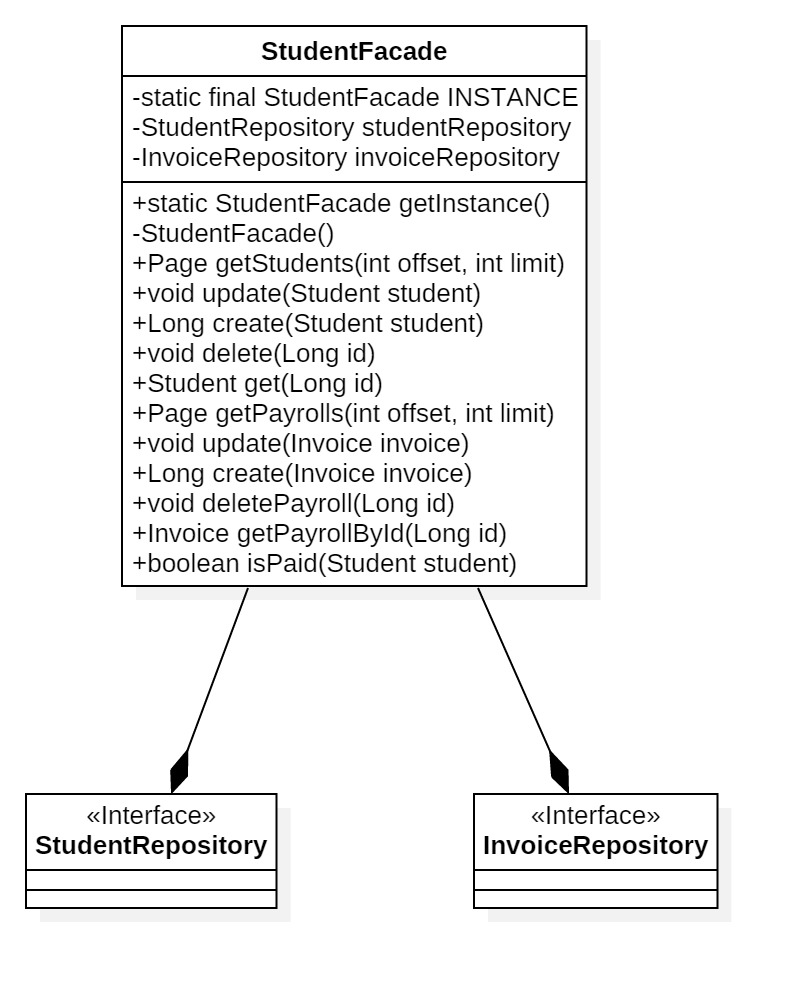 StudentFacade
-static final StudentFacade INSTANCE
-StudentRepository studentRepository
-InvoiceRepository invoiceRepository
+static StudentFacade getInstance()
-StudentFacade()
+Page getStudents(int offset, int limit)
+void update(Student student)
+Long create(Student student)
+void delete(Long id)
+Student get(Long id)
+Page getPayrolls(int offset, int limit)
+void update(Invoice invoice)
+Long create(Invoice invoice)
+void deletePayroll(Long id)
+Invoice getPayrollById(Long id)
+boolean isPaid(Student student)
«Interface»
StudentRepository
«Interface»
InvoiceRepository